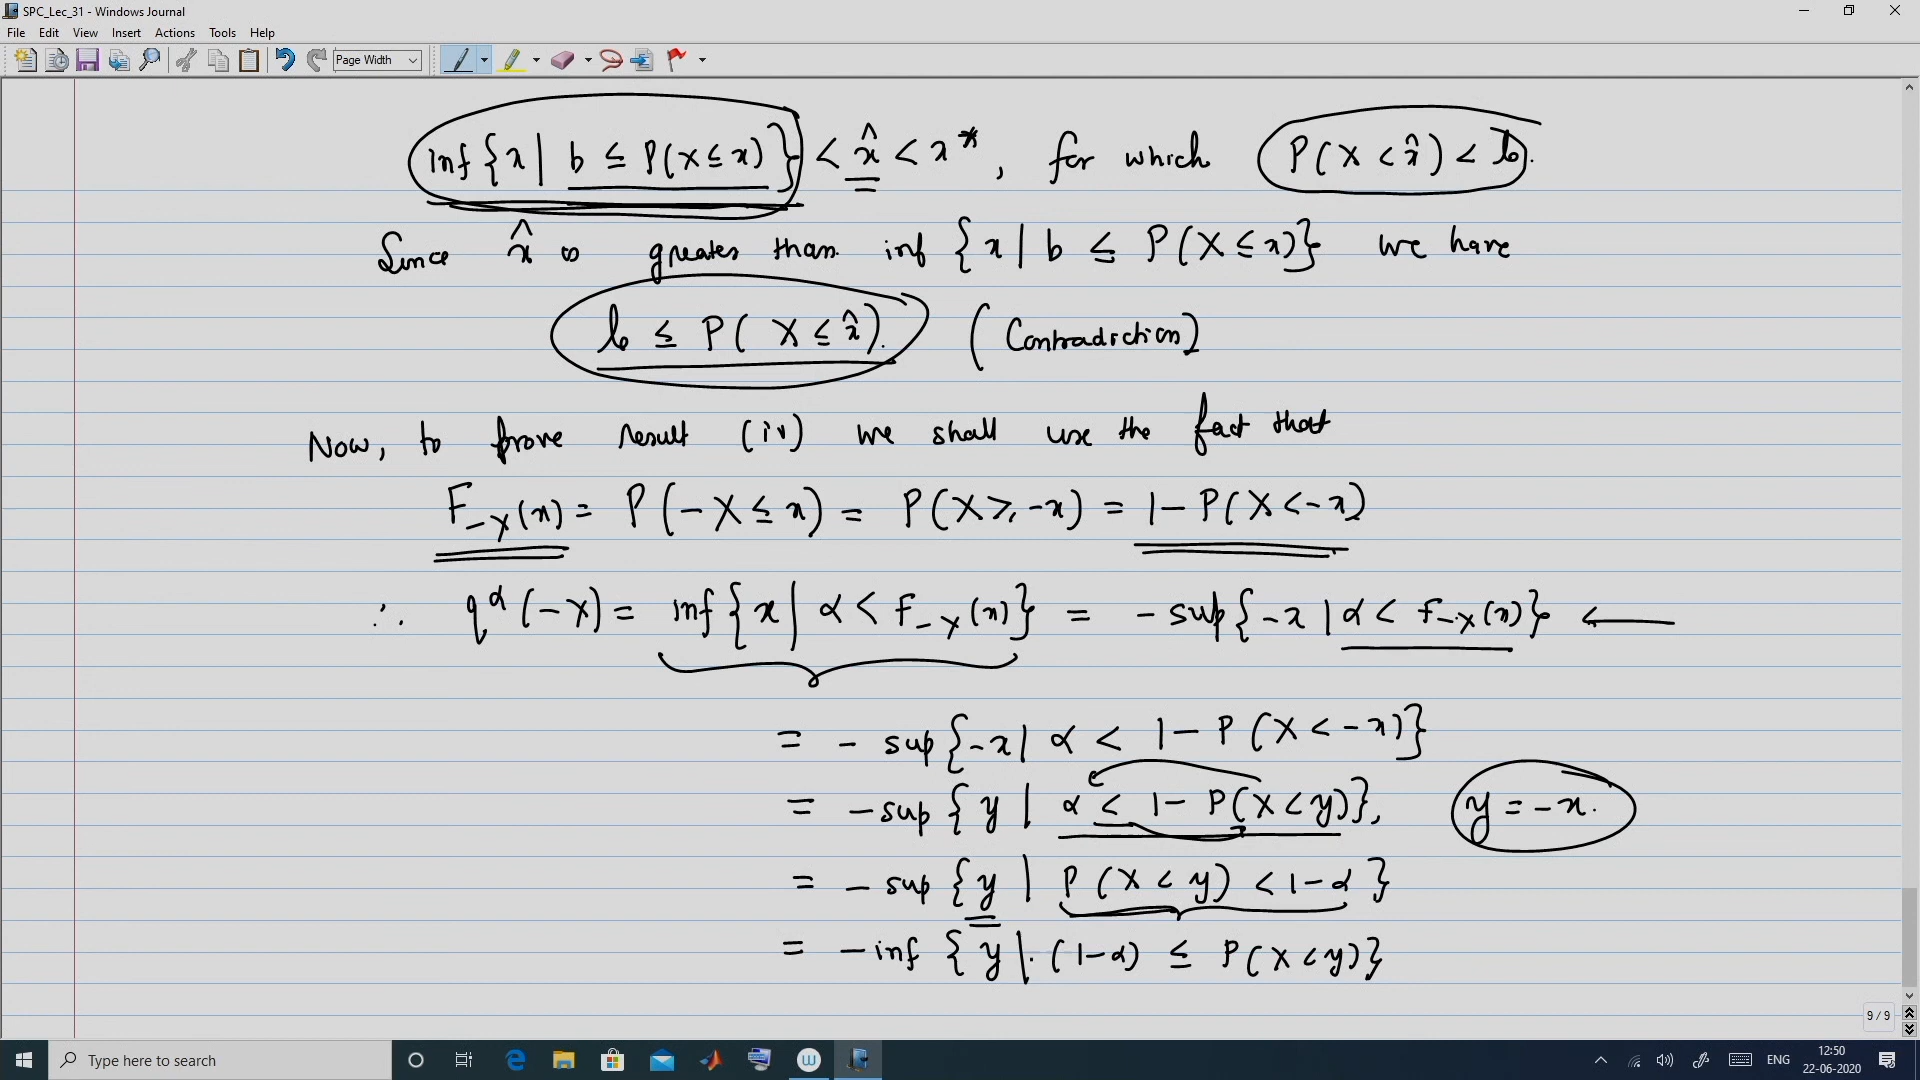 SPC_Lec_31 - Windows Journal
File Edit View Insert Actions Tools Help
Page Width
inf {x | b ≤ P(X ≤ x)} < x̂ < x*, for which P(X < x̂) < b.
Since x̂ is greater than inf {x | b ≤ P(X ≤ x)} we have
b ≤ P(X ≤ x̂). (Contradiction)
Now, to prove result (iv) we shall use the fact that
F_{-X}(x) = P(-X ≤ x) = P(X ≥ -x) = 1 - P(X < -x)
∴ q^α(-X) = inf {x | α < F_{-X}(x)} = - sup{-x | α < F_{-X}(x)} ←
= - sup{-x | α < 1 - P(X < -x)}
= - sup {y | α < 1 - P(X < y)}, y = -x.
= - sup {y | P(X < y) < 1-α}
= - inf {y | (1-α) ≤ P(X < y)}
9 / 9
Type here to search
ENG
12:50
22-06-2020